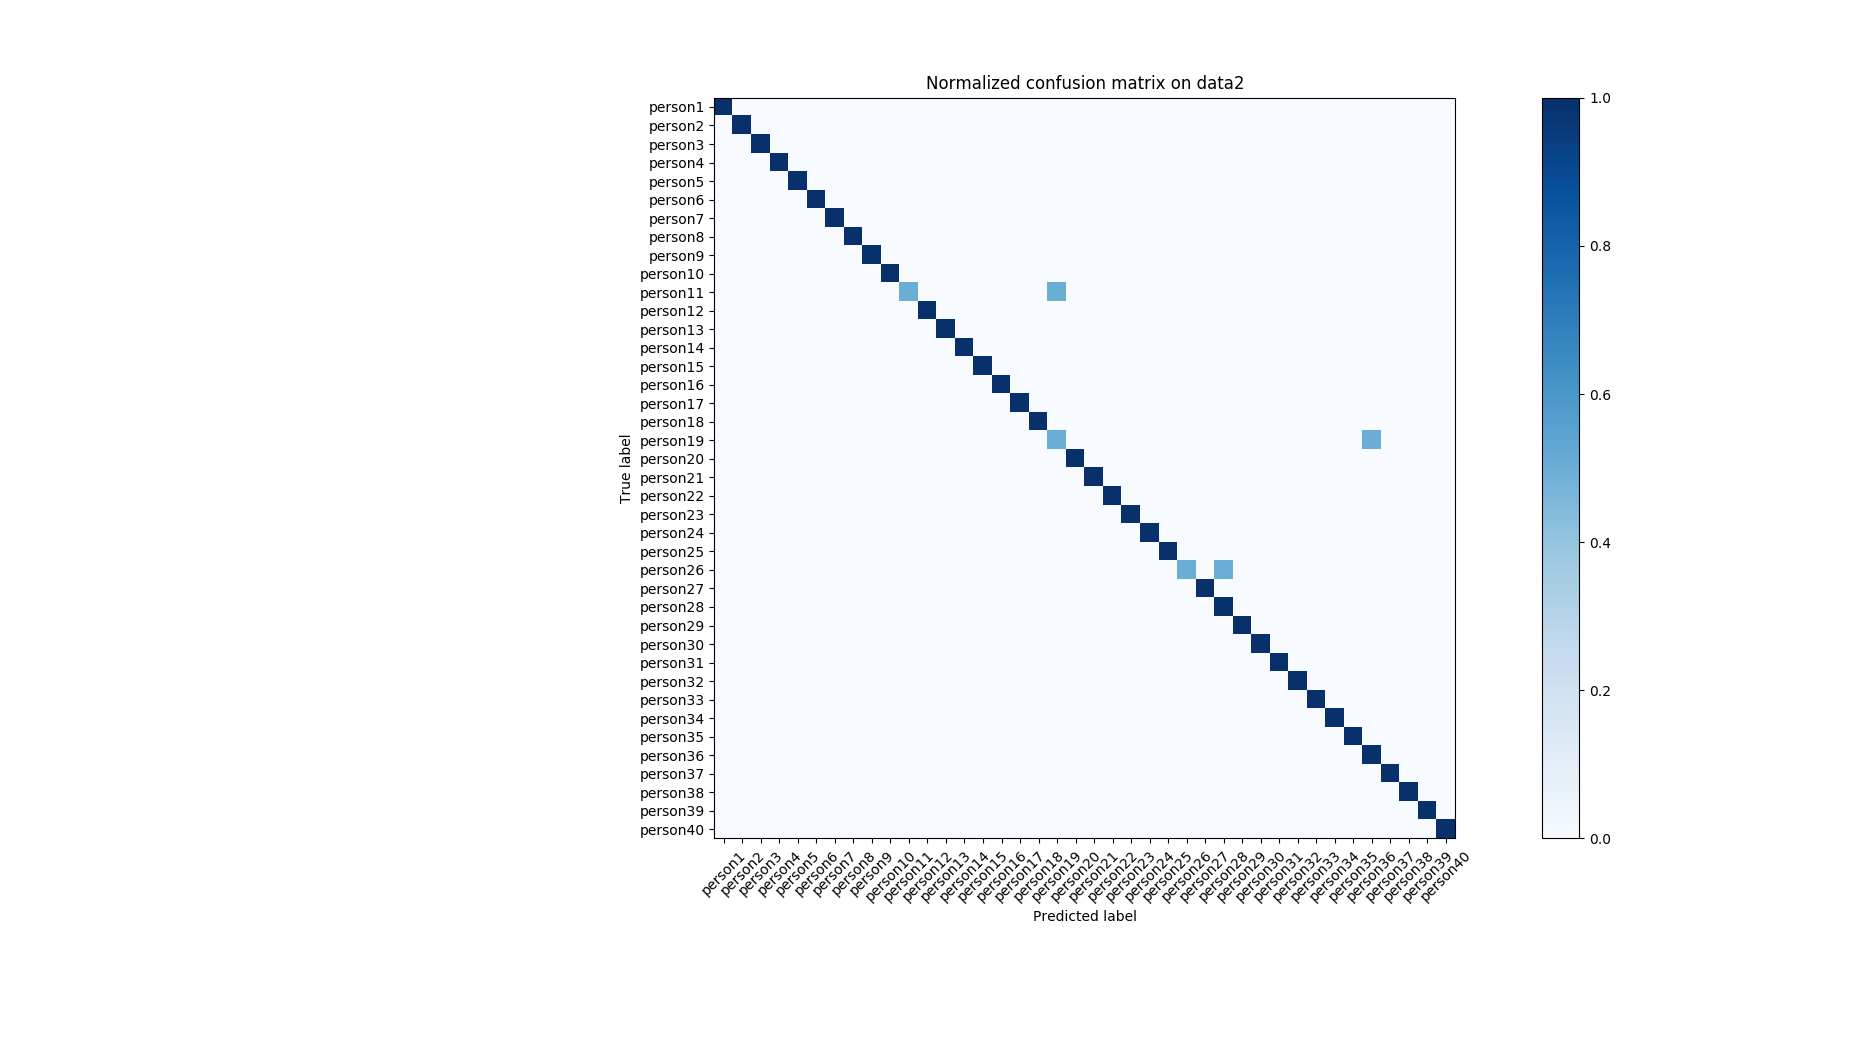 Normalized confusion matrix on data2
person1
person2
person3
person4
person5
person6
person7
person8
person9
person10
person11
person12
person13
person14
person15
person16
person17
person18
person19
person20
person21
person22
person23
person24
person25
person26
person27
person28
person29
person30
person31
person32
person33
person34
person35
person36
person37
person38
person39
person40
True label
person1
person2
person3
person4
person5
person6
person7
person8
person9
person10
person11
person12
person13
person14
person15
person16
person17
person18
person19
person20
person21
person22
person23
person24
person25
person26
person27
person28
person29
person30
person31
person32
person33
person34
person35
person36
person37
person38
person39
person40
Predicted label
1.0
0.8
0.6
0.4
0.2
0.0